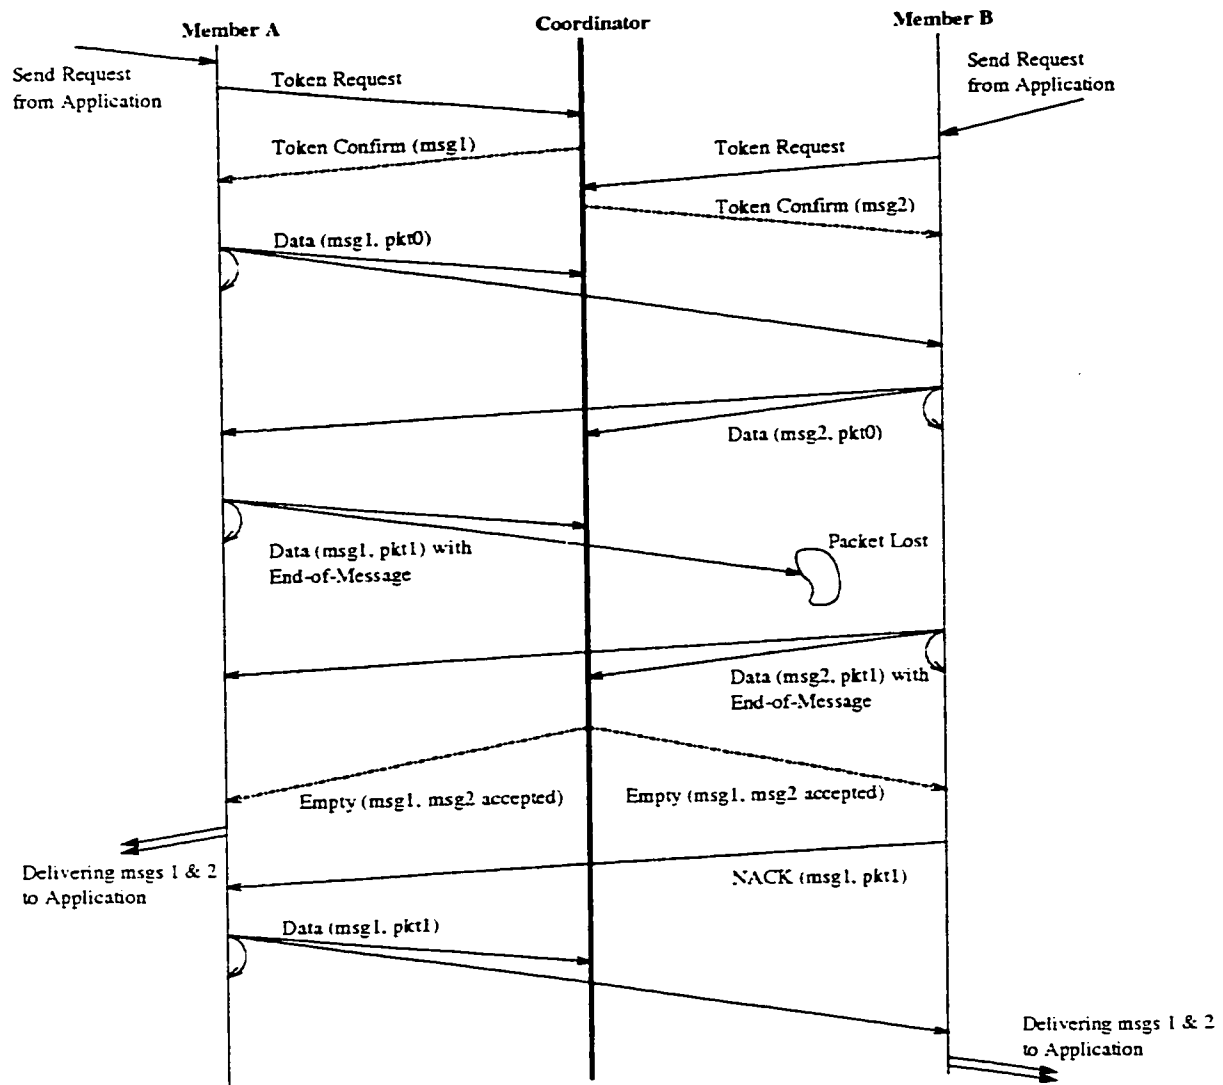 Member A
Coordinator
Member B
Send Request
from Application
Token Request
Send Request
from Application
Token Confirm (msg1)
Token Request
Token Confirm (msg2)
Data (msg1, pkt0)
Data (msg2, pkt0)
Data (msg1, pkt1) with
End-of-Message
Packet Lost
Data (msg2, pkt1) with
End-of-Message
Empty (msg1, msg2 accepted)
Empty (msg1, msg2 accepted)
Delivering msgs 1 & 2
to Application
NACK (msg1, pkt1)
Data (msg1, pkt1)
Delivering msgs 1 & 2
to Application